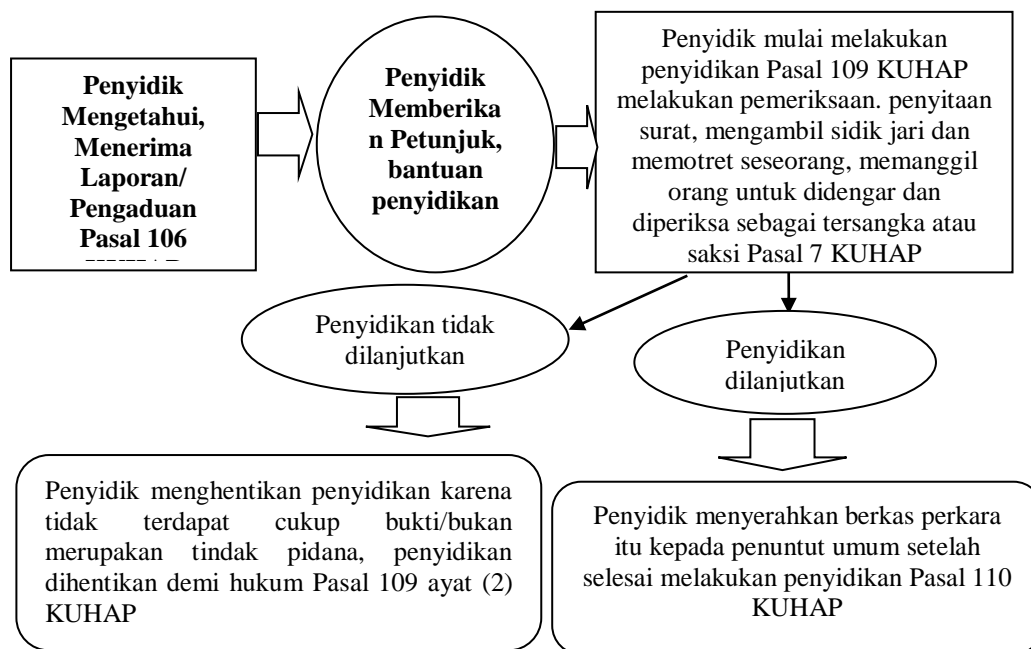 Penyidik
Mengetahui,
Menerima
Laporan/
Pengaduan
Pasal 106
Penyidik
Memberika
n Petunjuk,
bantuan
penyidikan
Penyidik mulai melakukan
penyidikan Pasal 109 KUHAP
melakukan pemeriksaan. penyitaan
surat, mengambil sidik jari dan
memotret seseorang, memanggil
orang untuk didengar dan
diperiksa sebagai tersangka atau
saksi Pasal 7 KUHAP
Penyidikan tidak
dilanjutkan
Penyidikan
dilanjutkan
Penyidik menghentikan penyidikan karena
tidak terdapat cukup bukti/bukan
merupakan tindak pidana, penyidikan
dihentikan demi hukum Pasal 109 ayat (2)
KUHAP
Penyidik menyerahkan berkas perkara
itu kepada penuntut umum setelah
selesai melakukan penyidikan Pasal 110
KUHAP